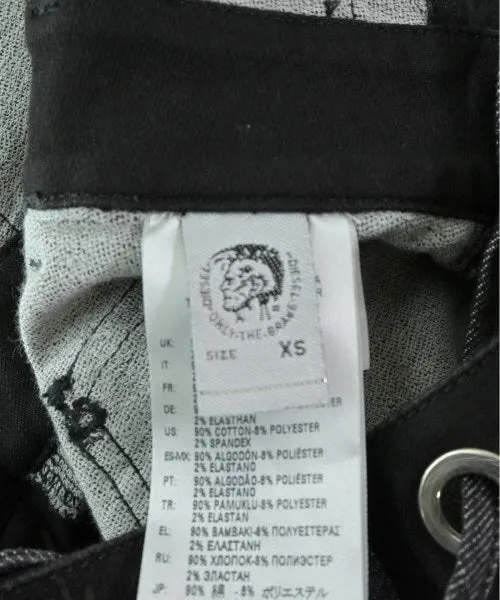 DIESEL
DIESEL
ONLY-THE-BRAVE
SIZE XS
UK:
IT:
FR:
DE:
POLYESTER
2% ELASTHAN
US: 90% COTTON-8% POLYESTER
2% SPANDEX
ES-MX: 90% ALGODÓN-8% POLIÉSTER
2% ELASTANO
PT: 90% ALGODÃO-8% POLIÉSTER
2% ELASTANO
TR: 90% PAMUKLU-8% POLYESTER
2% ELASTAN
EL: 90% ΒΑΜΒΑΚΙ-8% ΠΟΛΥΕΣΤΕΡΑΣ
2% ΕΛΑΣΤΑΝΗ
RU: 90% ХЛОПОК-8% ПОЛИЭСТЕР
2% ЭЛАСТАН
JP: 90% 綿 - 8% ポリエステル